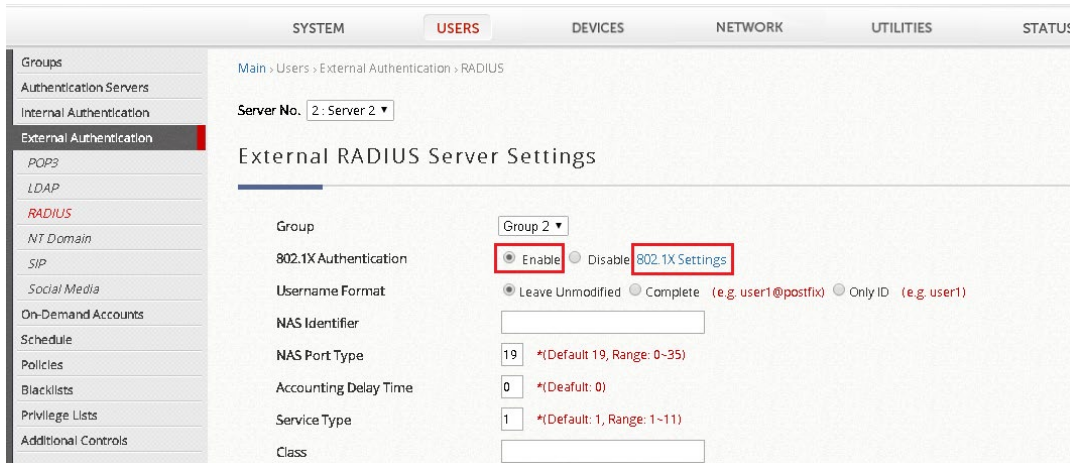 SYSTEM USERS DEVICES NETWORK UTILITIES STATUS
Groups
Authentication Servers
Internal Authentication
External Authentication
POP3
LDAP
RADIUS
NT Domain
SIP
Social Media
On-Demand Accounts
Schedule
Policies
Blacklists
Privilege Lists
Additional Controls
Main › Users › External Authentication › RADIUS
Server No. 2 : Server 2
External RADIUS Server Settings
Group Group 2
802.1X Authentication Enable Disable 802.1X Settings
Username Format Leave Unmodified Complete (e.g. user1@postfix) Only ID (e.g. user1)
NAS Identifier
NAS Port Type 19 *(Default 19, Range: 0~35)
Accounting Delay Time 0 *(Deafult: 0)
Service Type 1 *(Default: 1, Range: 1~11)
Class